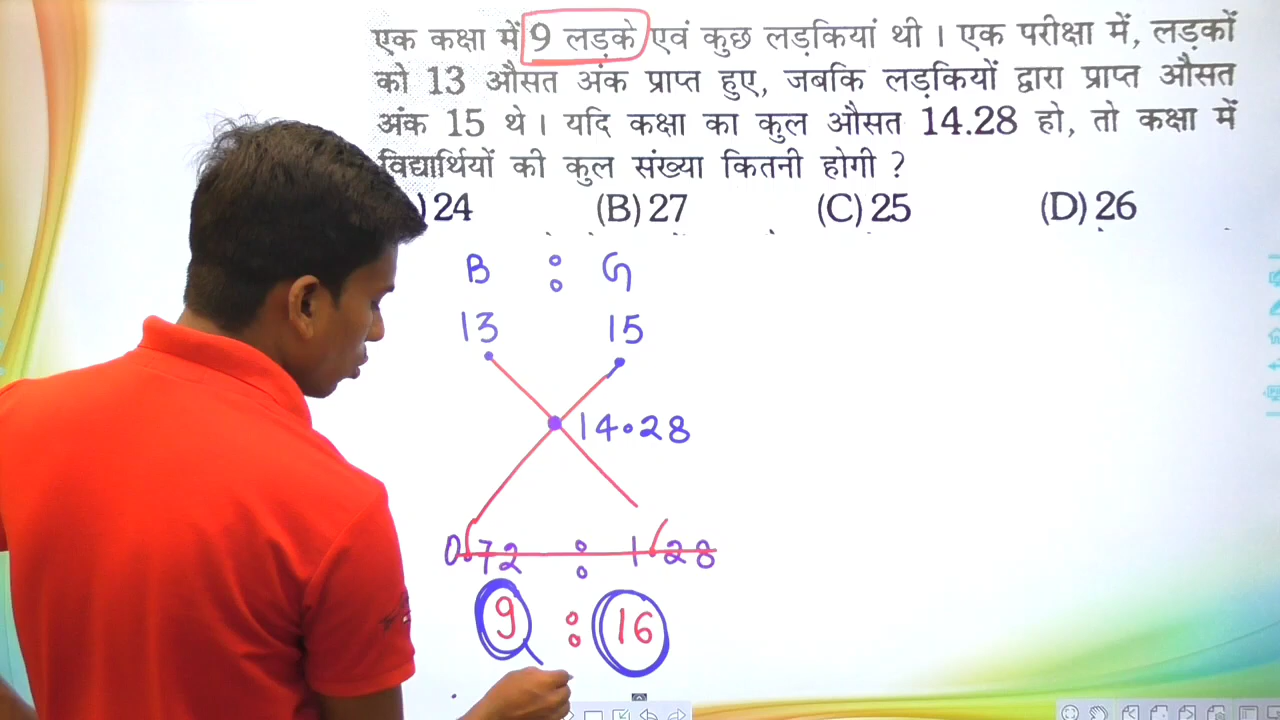 एक कक्षा में 9 लड़के एवं कुछ लड़कियां थी । एक परीक्षा में, लड़कों
को 13 औसत अंक प्राप्त हुए, जबकि लड़कियों द्वारा प्राप्त औसत
अंक 15 थे । यदि कक्षा का कुल औसत 14.28 हो, तो कक्षा में
विद्यार्थियों की कुल संख्या कितनी होगी ?
) 24 (B) 27 (C) 25 (D) 26
B : G
13 15
14.28
0.72 : 1.28
9 : 16